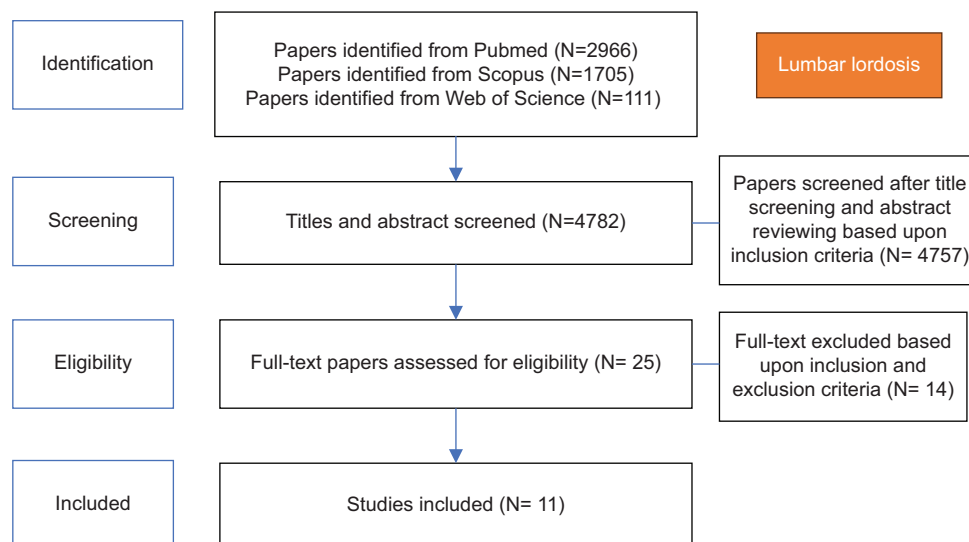 Identification
Papers identified from Pubmed (N=2966)
Papers identified from Scopus (N=1705)
Papers identified from Web of Science (N=111)
Lumbar lordosis
Screening
Titles and abstract screened (N=4782)
Papers screened after title
screening and abstract
reviewing based upon
inclusion criteria (N= 4757)
Eligibility
Full-text papers assessed for eligibility (N= 25)
Full-text excluded based
upon inclusion and
exclusion criteria (N= 14)
Included
Studies included (N= 11)